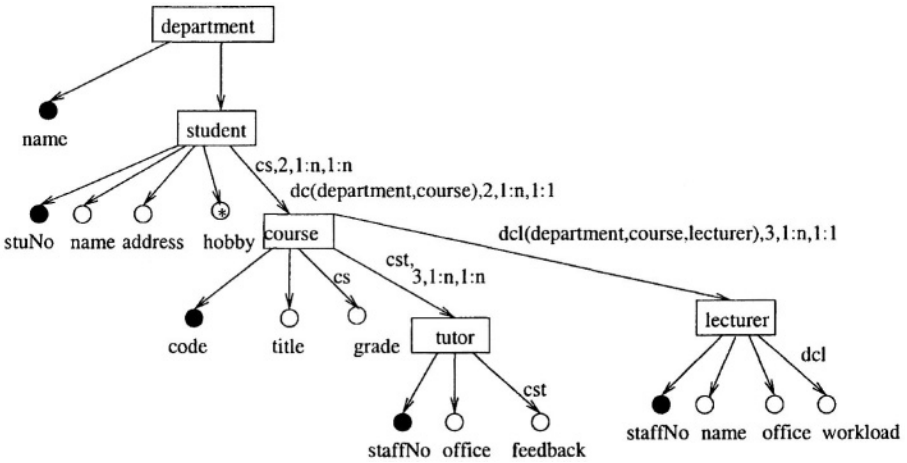 department
name
student
cs,2,1:n,1:n
dc(department,course),2,1:n,1:1
stuNo name address hobby
*
course
dcl(department,course,lecturer),3,1:n,1:1
cst,
3,1:n,1:n
cs
code title grade
tutor
lecturer
cst
dcl
staffNo office feedback
staffNo name office workload